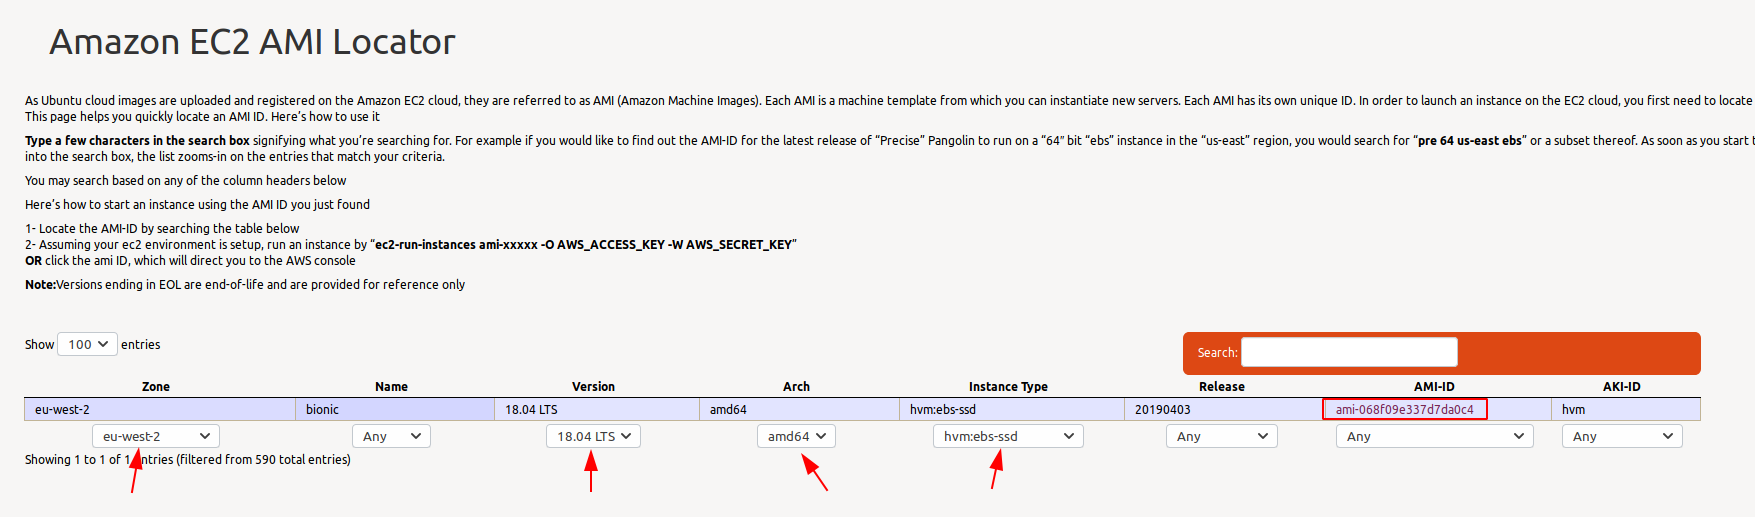 Amazon EC2 AMI Locator
As Ubuntu cloud images are uploaded and registered on the Amazon EC2 cloud, they are referred to as AMI (Amazon Machine Images). Each AMI is a machine template from which you can instantiate new servers. Each AMI has its own unique ID. In order to launch an instance on the EC2 cloud, you first need to locate
This page helps you quickly locate an AMI ID. Here’s how to use it
Type a few characters in the search box signifying what you’re searching for. For example if you would like to find out the AMI-ID for the latest release of “Precise” Pangolin to run on a “64″ bit “ebs” instance in the “us-east” region, you would search for “pre 64 us-east ebs” or a subset thereof. As soon as you start t
into the search box, the list zooms-in on the entries that match your criteria.
You may search based on any of the column headers below
Here’s how to start an instance using the AMI ID you just found
1- Locate the AMI-ID by searching the table below
2- Assuming your ec2 environment is setup, run an instance by “ec2-run-instances ami-xxxxx -O AWS_ACCESS_KEY -W AWS_SECRET_KEY”
OR click the ami ID, which will direct you to the AWS console
Note:Versions ending in EOL are end-of-life and are provided for reference only
Show 100 entries
Search:
Zone Name Version Arch Instance Type Release AMI-ID AKI-ID
eu-west-2 bionic 18.04 LTS amd64 hvm:ebs-ssd 20190403 ami-068f09e337d7da0c4 hvm
eu-west-2 Any 18.04 LTS amd64 hvm:ebs-ssd Any Any Any
Showing 1 to 1 of 1 entries (filtered from 590 total entries)